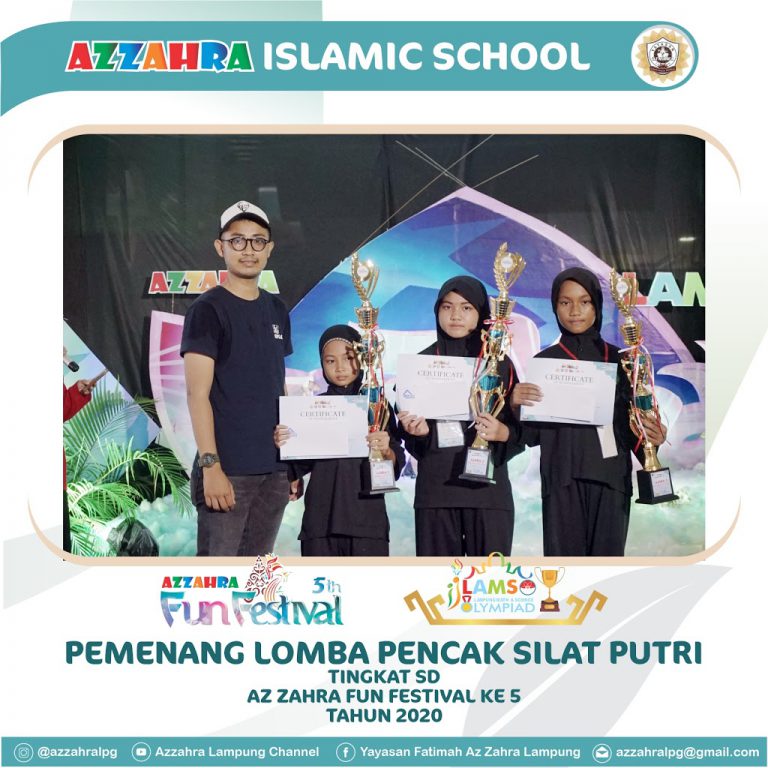 AZZAHRA ISLAMIC SCHOOL
AZZAHRA
LAM
CERTIFICATE
CERTIFICATE
CERTIFICATE
AZZAHRA
Fun Festival 5th
LAMSO
OLYMPIAD
PEMENANG LOMBA PENCAK SILAT PUTRI
TINGKAT SD
AZ ZAHRA FUN FESTIVAL KE 5
TAHUN 2020
@azzahralpg Azzahra Lampung Channel Yayasan Fatimah Az Zahra Lampung azzahralpg@gmail.com